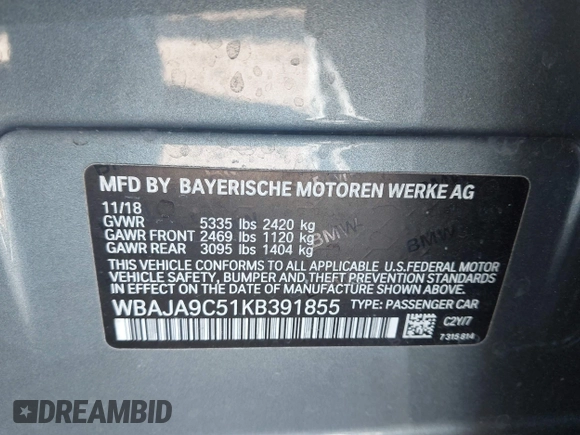 MFD BY BAYERISCHE MOTOREN WERKE AG
11/18
GVWR 5335 lbs 2420 kg
GAWR FRONT 2469 lbs 1120 kg
GAWR REAR 3095 lbs 1404 kg
BMW
BMW
THIS VEHICLE CONFORMS TO ALL APPLICABLE U.S.FEDERAL MOTOR
VEHICLE SAFETY, BUMPER, AND THEFT PREVENTION STANDARDS
IN EFFECT ON THE DATE OF MANUFACTURE SHOWN ABOVE.
WBAJA9C51KB391855 TYPE: PASSENGER CAR
C2Y/7
7315814
DREAMBID